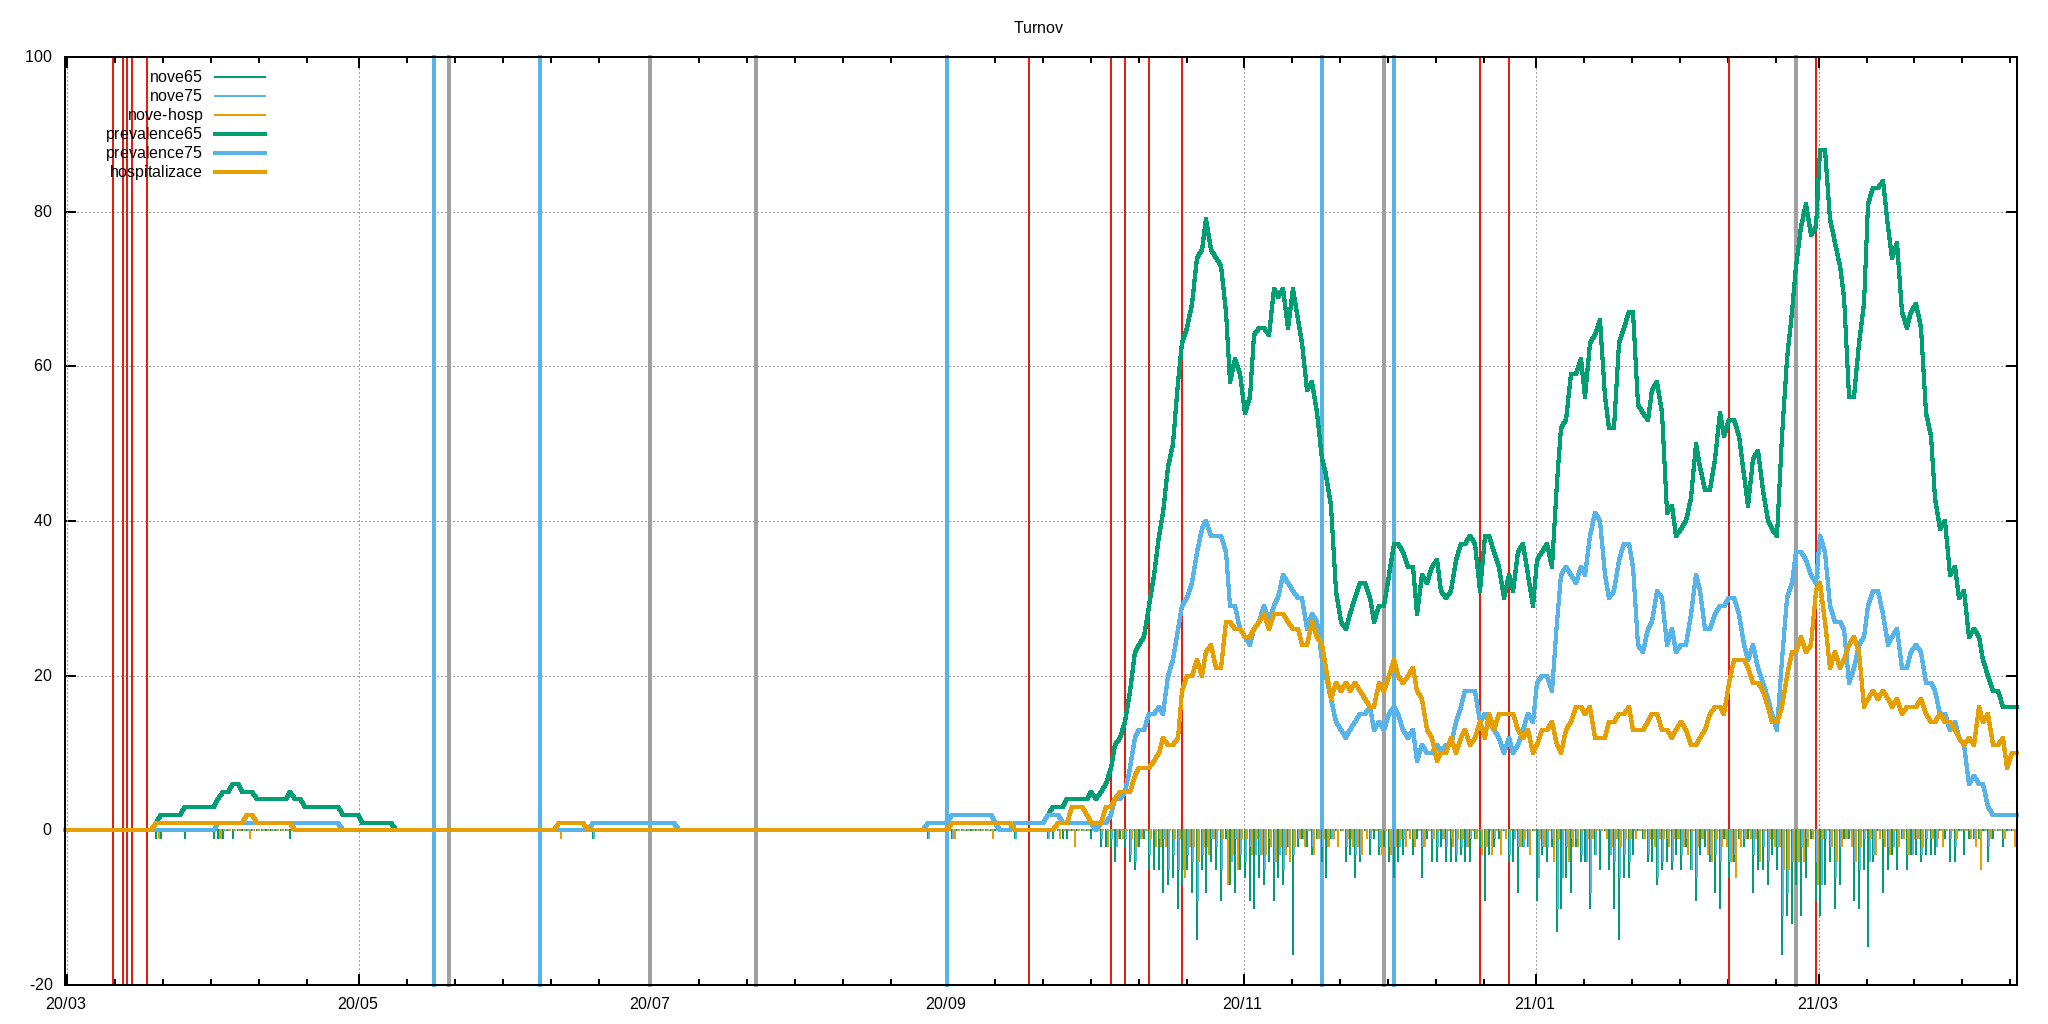 Turnov
100
nove65
nove75
nove-hosp
prevalence65
prevalence75
hospitalizace
80
60
40
20
0
-20
20/03 20/05 20/07 20/09 20/11 21/01 21/03